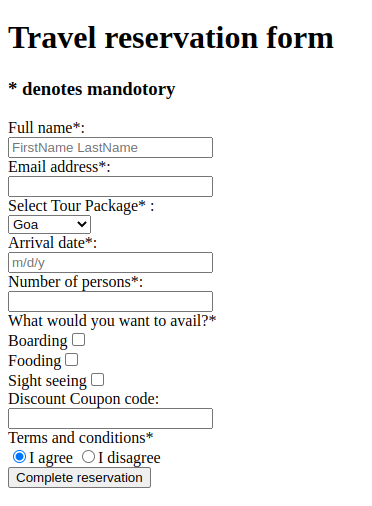 Travel reservation form
* denotes mandotory
Full name*:
FirstName LastName
Email address*:
Select Tour Package* :
Goa
Arrival date*:
m/d/y
Number of persons*:
What would you want to avail?*
Boarding
Fooding
Sight seeing
Discount Coupon code:
Terms and conditions*
I agree I disagree
Complete reservation